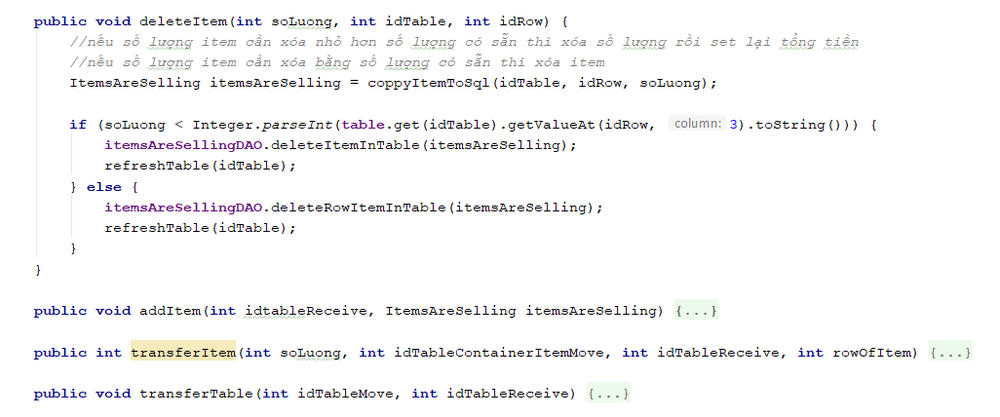 public void deleteItem(int soLuong, int idTable, int idRow) {
//nếu số lượng item cần xóa nhỏ hơn số lượng có sẵn thì xóa số lượng rồi set lại tổng tiền
//nếu số lượng item cần xóa bằng số lượng có sẵn thì xóa item
ItemsAreSelling itemsAreSelling = coppyItemToSql(idTable, idRow, soLuong);
if (soLuong < Integer.parseInt(table.get(idTable).getValueAt(idRow, column: 3).toString())) {
itemsAreSellingDAO.deleteItemInTable(itemsAreSelling);
refreshTable(idTable);
} else {
itemsAreSellingDAO.deleteRowItemInTable(itemsAreSelling);
refreshTable(idTable);
}
}
public void addItem(int idtableReceive, ItemsAreSelling itemsAreSelling) {...}
public int transferItem(int soLuong, int idTableContainerItemMove, int idTableReceive, int rowOfItem) {...}
public void transferTable(int idTableMove, int idTableReceive) {...}